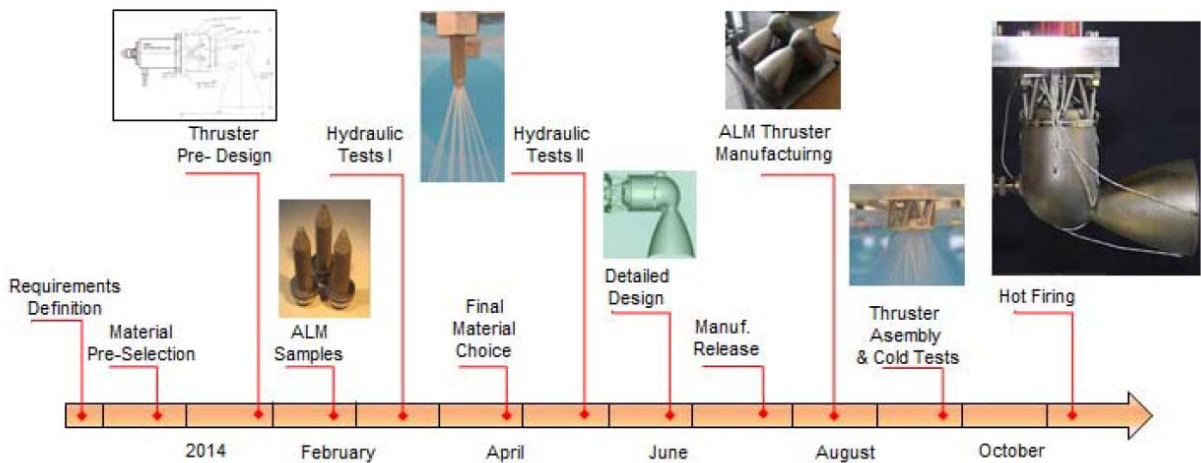 Thruster
Pre- Design
Hydraulic
Tests I
Hydraulic
Tests II
ALM Thruster
Manufactuirng
Requirements
Definition
Material
Pre-Selection
ALM
Samples
Final
Material
Choice
Detailed
Design
Manuf.
Release
Thruster
Asembly
& Cold Tests
Hot Firing
2014
February
April
June
August
October